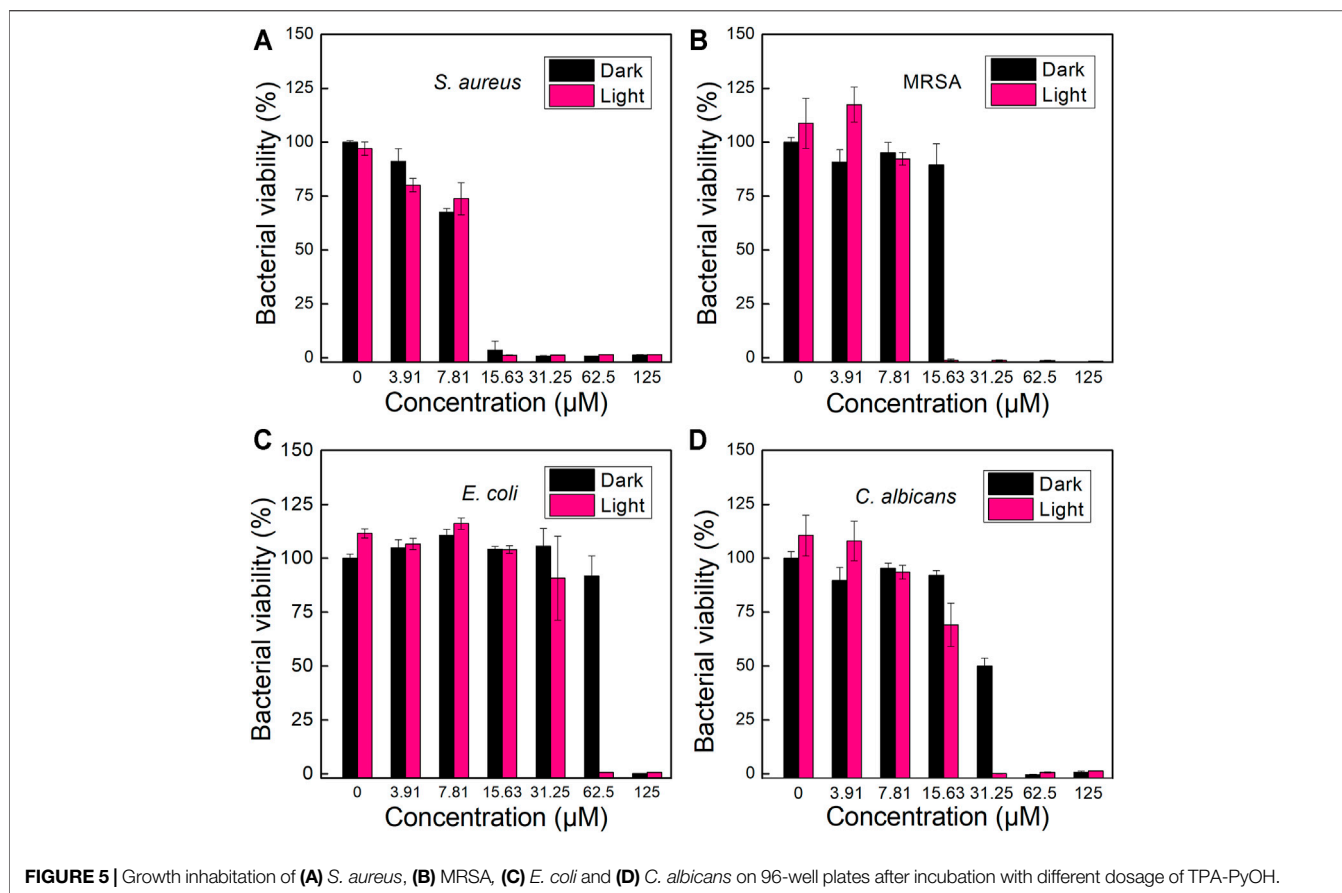 A
150
125
100
75
50
25
0
Bacterial viability (%)
S. aureus
Dark
Light
0 3.91 7.81 15.63 31.25 62.5 125
Concentration (µM)
B
150
125
100
75
50
25
0
Bacterial viability (%)
MRSA
Dark
Light
0 3.91 7.81 15.63 31.25 62.5 125
Concentration (µM)
C
150
125
100
75
50
25
0
Bacterial viability (%)
E. coli
Dark
Light
0 3.91 7.81 15.63 31.25 62.5 125
Concentration (µM)
D
150
125
100
75
50
25
0
Bacterial viability (%)
C. albicans
Dark
Light
0 3.91 7.81 15.63 31.25 62.5 125
Concentration (µM)
FIGURE 5 | Growth inhabitation of (A) S. aureus, (B) MRSA, (C) E. coli and (D) C. albicans on 96-well plates after incubation with different dosage of TPA-PyOH.